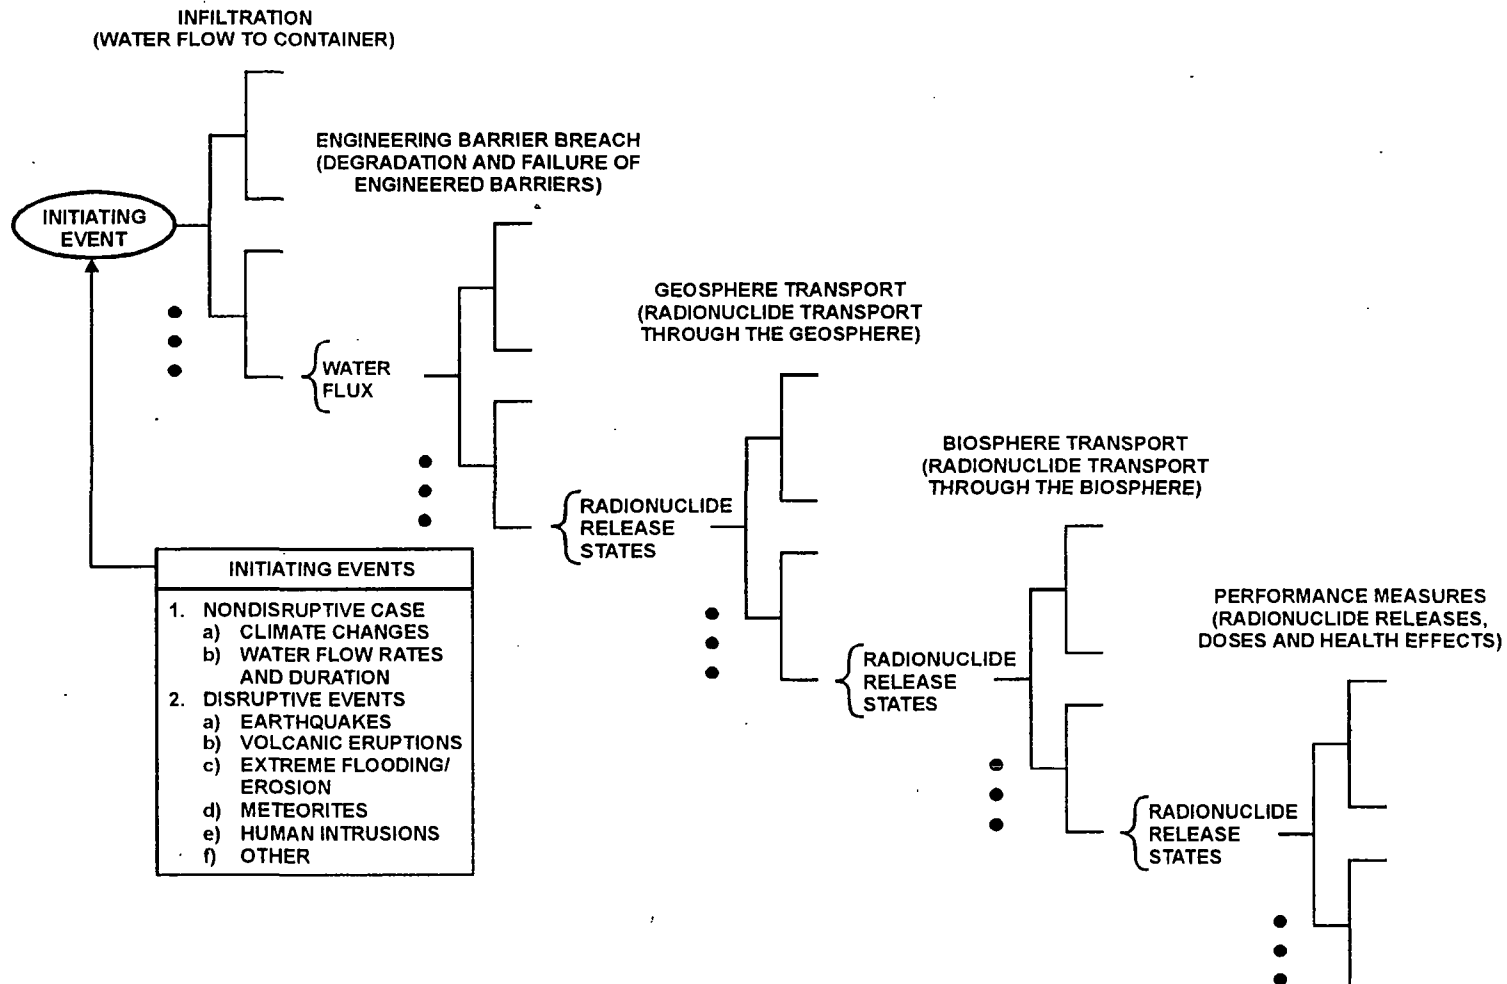 INFILTRATION
(WATER FLOW TO CONTAINER)
ENGINEERING BARRIER BREACH
(DEGRADATION AND FAILURE OF
ENGINEERED BARRIERS)
INITIATING
EVENT
GEOSPHERE TRANSPORT
(RADIONUCLIDE TRANSPORT
THROUGH THE GEOSPHERE)
WATER
FLUX
BIOSPHERE TRANSPORT
(RADIONUCLIDE TRANSPORT
THROUGH THE BIOSPHERE)
RADIONUCLIDE
RELEASE
STATES
INITIATING EVENTS
1. NONDISRUPTIVE CASE
a) CLIMATE CHANGES
b) WATER FLOW RATES
AND DURATION
2. DISRUPTIVE EVENTS
a) EARTHQUAKES
b) VOLCANIC ERUPTIONS
c) EXTREME FLOODING/
EROSION
d) METEORITES
e) HUMAN INTRUSIONS
f) OTHER
PERFORMANCE MEASURES
(RADIONUCLIDE RELEASES,
DOSES AND HEALTH EFFECTS)
RADIONUCLIDE
RELEASE
STATES
RADIONUCLIDE
RELEASE
STATES